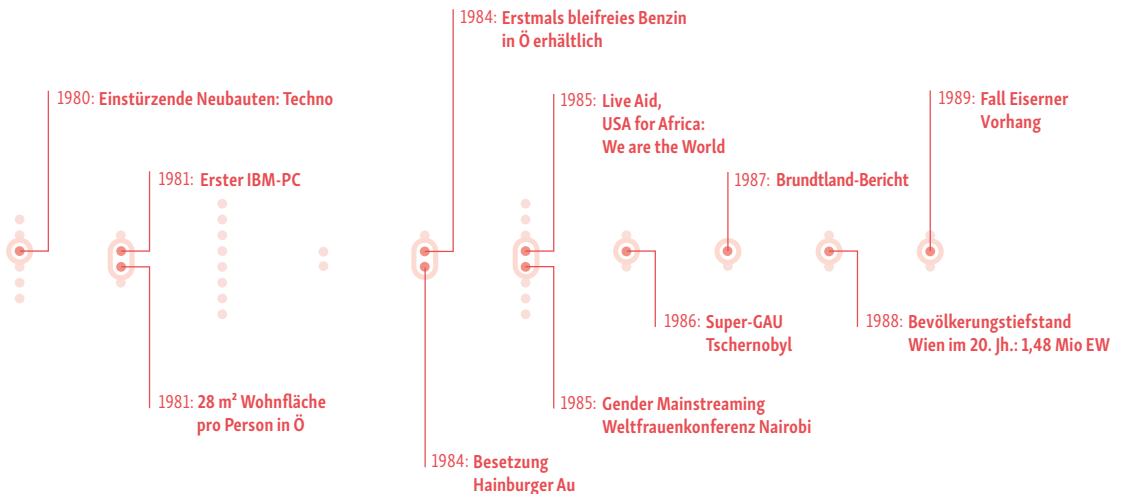 1984: Erstmals bleifreies Benzin
in Ö erhältlich
1980: Einstürzende Neubauten: Techno
1985: Live Aid,
USA for Africa:
We are the World
1989: Fall Eiserner
Vorhang
1981: Erster IBM-PC
1987: Brundtland-Bericht
1986: Super-GAU
Tschernobyl
1988: Bevölkerungstiefstand
Wien im 20. Jh.: 1,48 Mio EW
1981: 28 m² Wohnfläche
pro Person in Ö
1985: Gender Mainstreaming
Weltfrauenkonferenz Nairobi
1984: Besetzung
Hainburger Au